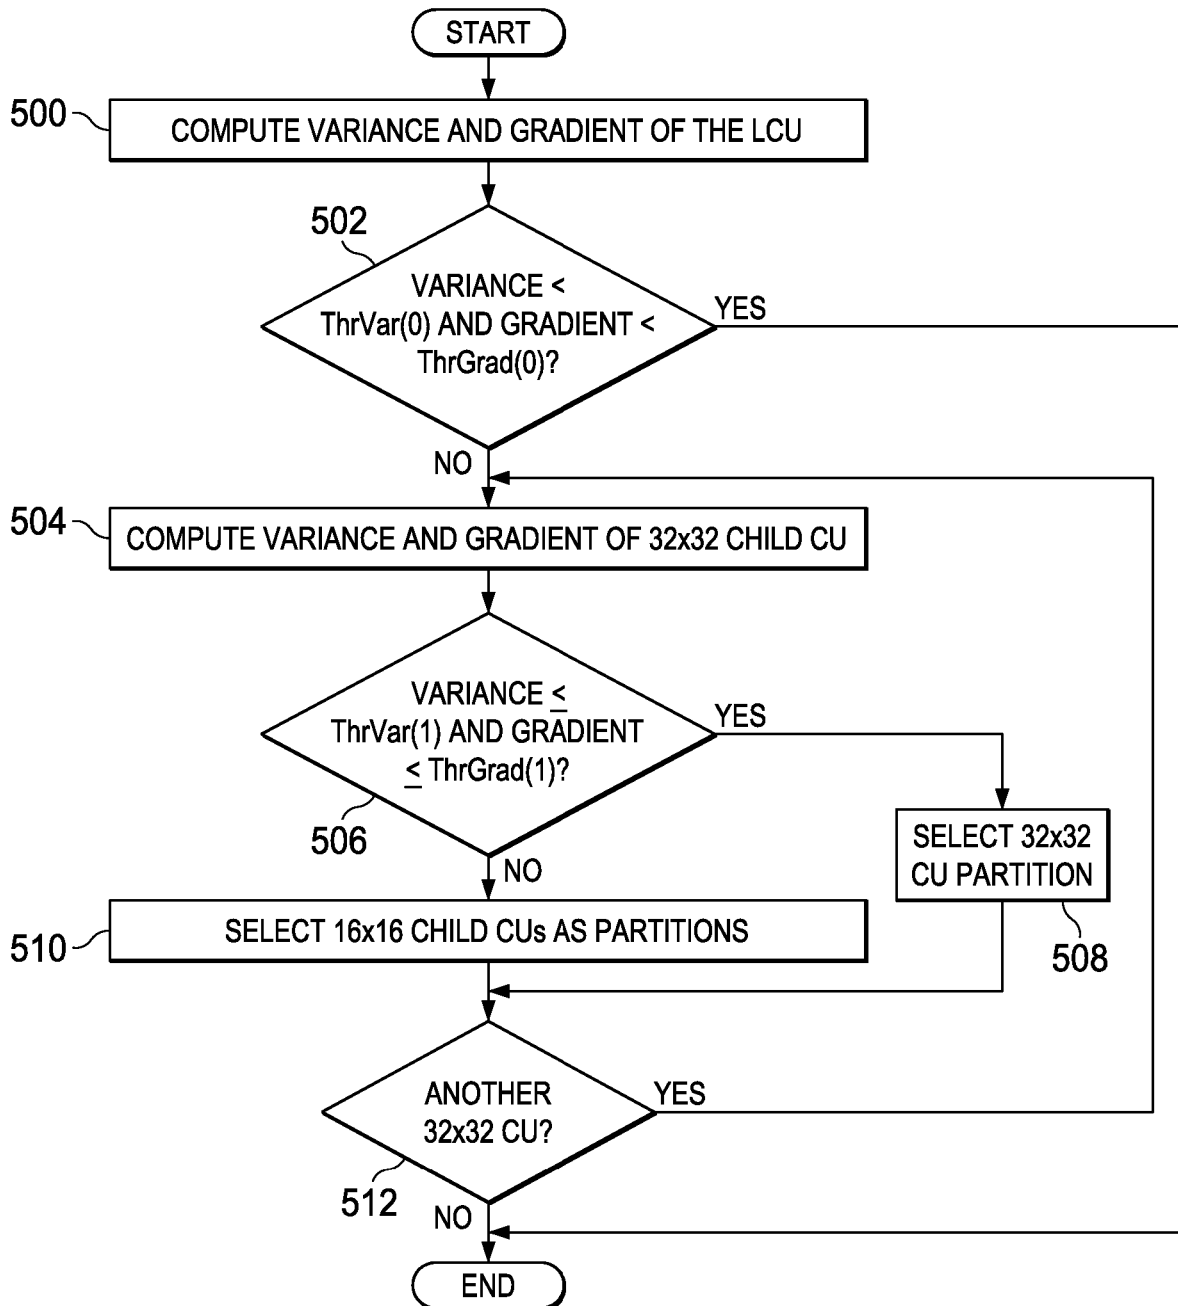 START
500
COMPUTE VARIANCE AND GRADIENT OF THE LCU
502
VARIANCE <
ThrVar(0) AND GRADIENT <
ThrGrad(0)?
YES
NO
504
COMPUTE VARIANCE AND GRADIENT OF 32x32 CHILD CU
VARIANCE ≤
ThrVar(1) AND GRADIENT
≤ ThrGrad(1)?
YES
506
NO
SELECT 32x32
CU PARTITION
508
510
SELECT 16x16 CHILD CUs AS PARTITIONS
ANOTHER
32x32 CU?
YES
512
NO
END